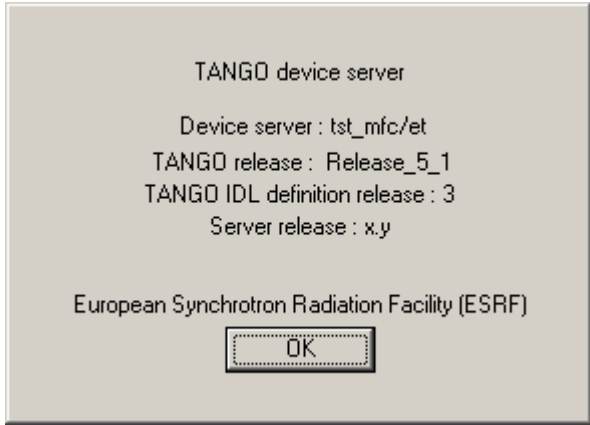 TANGO device server
Device server : tst_mfc/et
TANGO release :  Release_5_1
TANGO IDL definition release : 3
Server release : x.y
European Synchrotron Radiation Facility (ESRF)
OK